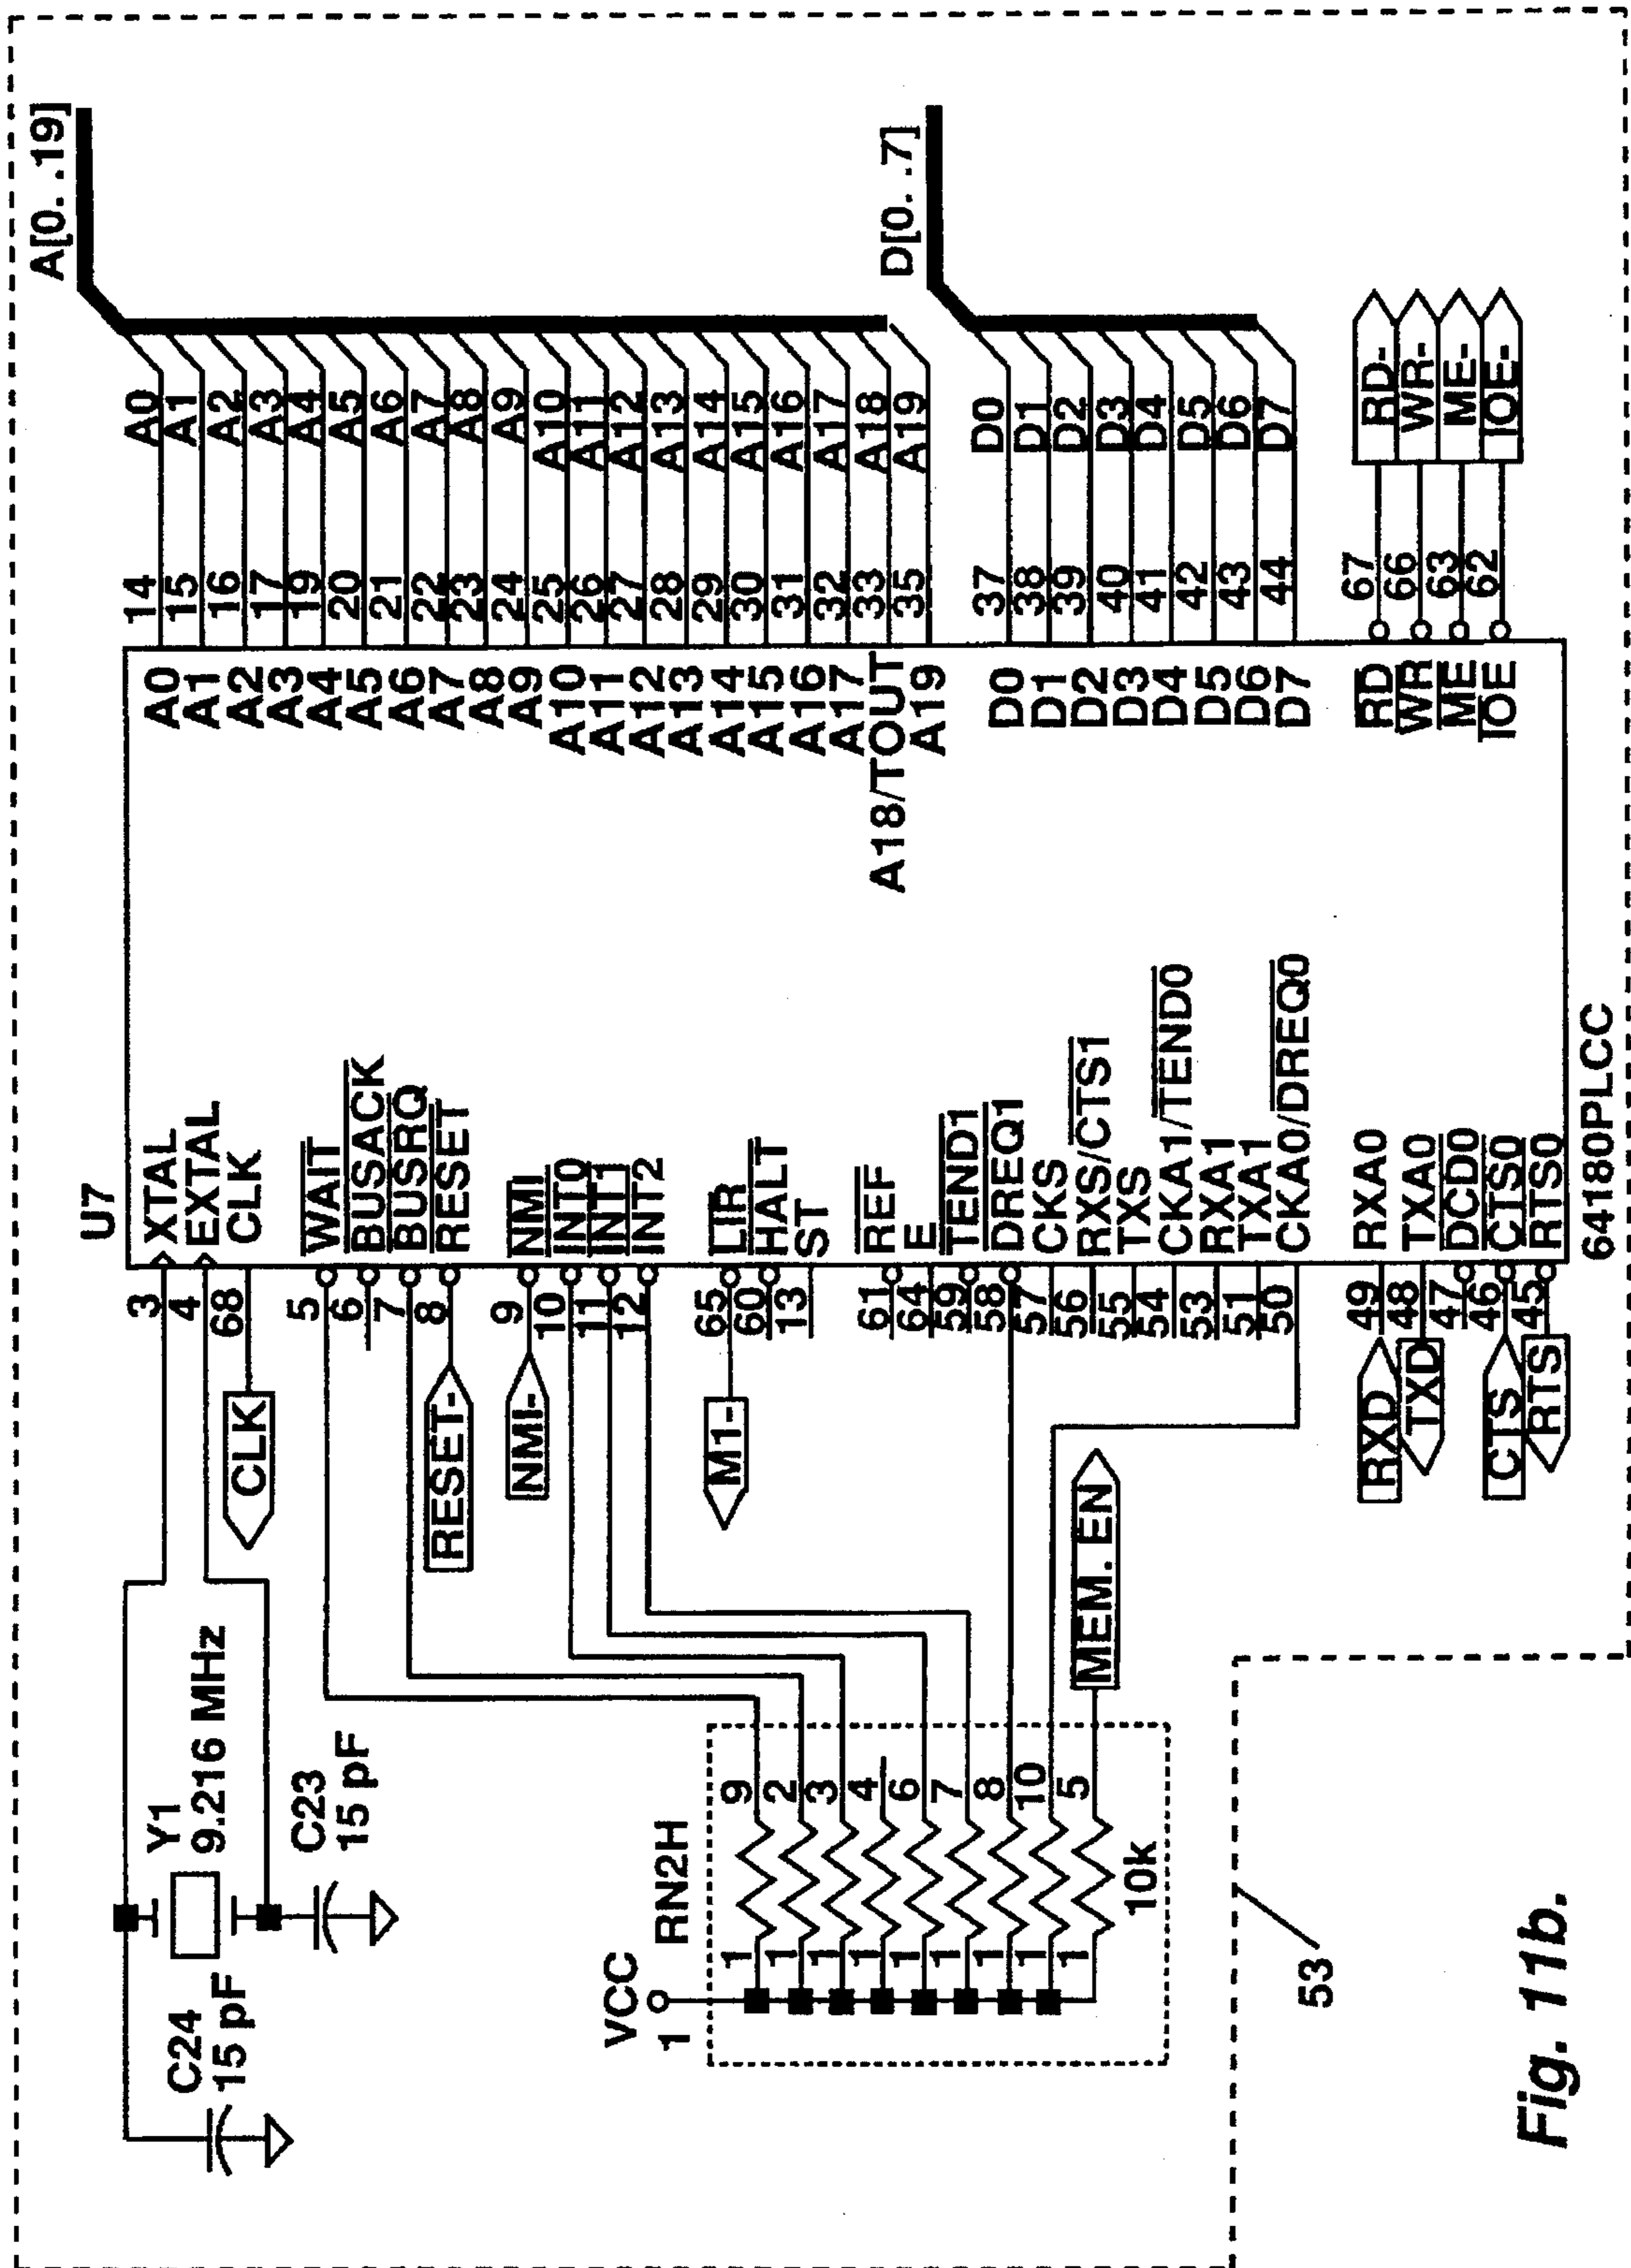 A[0. .19]
D[0. .7]
U7
64180PLCC
3 XTAL
4 EXTAL
CLK 68 CLK
5 WAIT
6 BUSACK
7 BUSRQ
RESET- 8 RESET
NMI- 9 NMI
10 INT0
11 INT1
12 INT2
M1- 65 LIR
60 HALT
13 ST
61 REF
64 E
59 TEND1
58 DREQ1
57 CKS
56 RXS/CTS1
55 TXS
54 CKA1/TEND0
53 RXA1
51 TXA1
50 CKA0/DREQ0
RXD 49 RXA0
TXD 48 TXA0
47 DCD0
CTS 46 CTS0
RTS 45 RTS0
A0 14 A0
A1 15 A1
A2 16 A2
A3 17 A3
A4 19 A4
A5 20 A5
A6 21 A6
A7 22 A7
A8 23 A8
A9 24 A9
A10 25 A10
A11 26 A11
A12 27 A12
A13 28 A13
A14 29 A14
A15 30 A15
A16 31 A16
A17 32 A17
A18/TOUT 33 A18
A19 35 A19
D0 37 D0
D1 38 D1
D2 39 D2
D3 40 D3
D4 41 D4
D5 42 D5
D6 43 D6
D7 44 D7
RD 67 RD-
WR 66 WR-
ME 63 ME-
IOE 62 IOE-
C24
15 pF
Y1
9.216 MHz
C23
15 pF
VCC
1
RN2H
1 9
1 2
1 3
1 4
1 6
1 7
1 8
1 10
1 5
10k
MEM. EN
53
Fig. 11b.